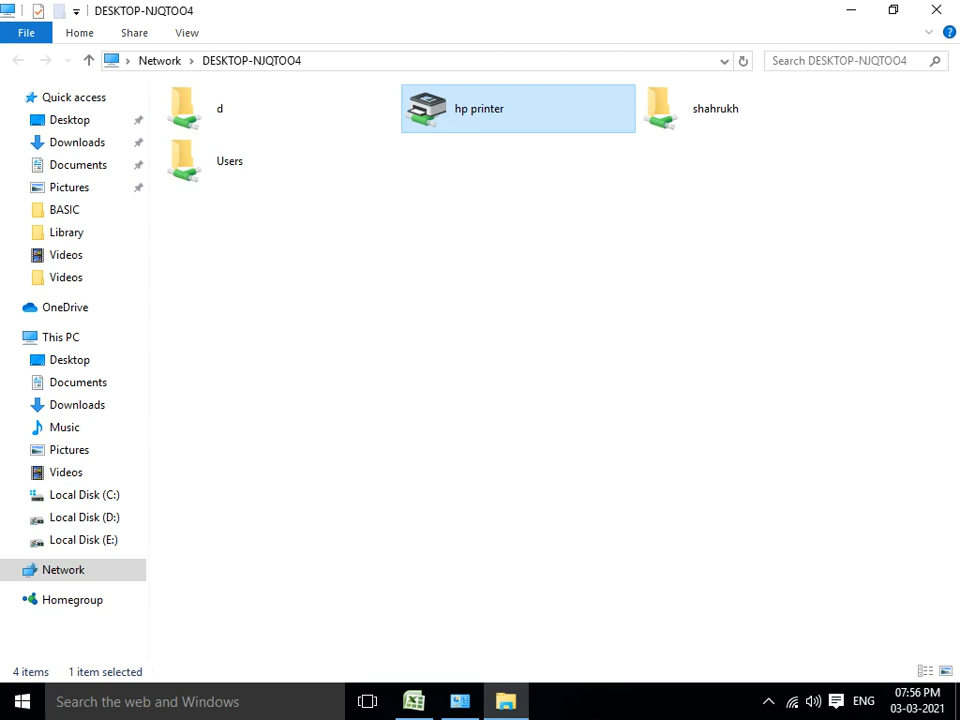 DESKTOP-NJQTOO4
File Home Share View
Network DESKTOP-NJQTOO4 Search DESKTOP-NJQTOO4
Quick access
Desktop
Downloads
Documents
Pictures
BASIC
Library
Videos
Videos
OneDrive
This PC
Desktop
Documents
Downloads
Music
Pictures
Videos
Local Disk (C:)
Local Disk (D:)
Local Disk (E:)
Network
Homegroup
d hp printer shahrukh
Users
4 items 1 item selected
Search the web and Windows
ENG
07:56 PM
03-03-2021